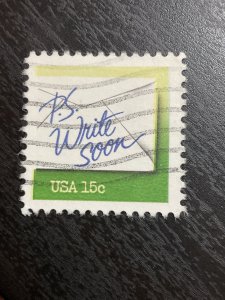 P.S.
Write
Soon
USA 15c